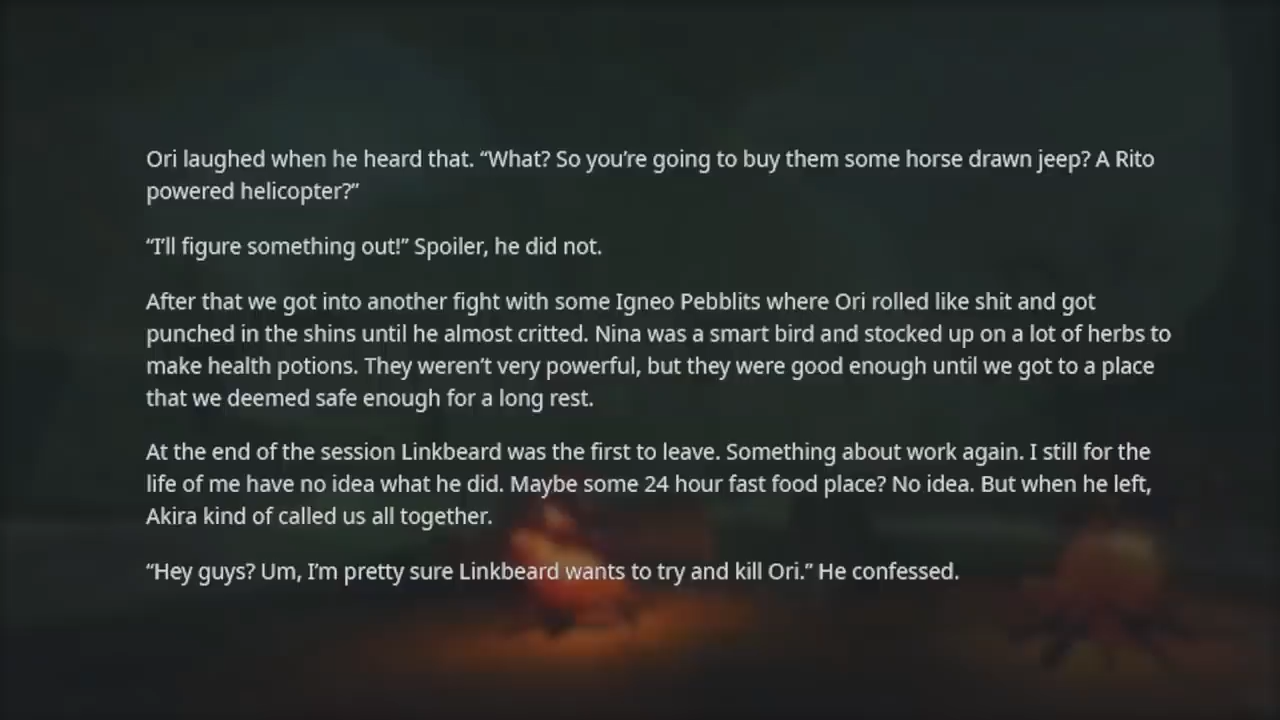 Ori laughed when he heard that. “What? So you’re going to buy them some horse drawn jeep? A Rito
powered helicopter?”
“I’ll figure something out!” Spoiler, he did not.
After that we got into another fight with some Igneo Pebblits where Ori rolled like shit and got
punched in the shins until he almost critted. Nina was a smart bird and stocked up on a lot of herbs to
make health potions. They weren’t very powerful, but they were good enough until we got to a place
that we deemed safe enough for a long rest.
At the end of the session Linkbeard was the first to leave. Something about work again. I still for the
life of me have no idea what he did. Maybe some 24 hour fast food place? No idea. But when he left,
Akira kind of called us all together.
“Hey guys? Um, I’m pretty sure Linkbeard wants to try and kill Ori.” He confessed.